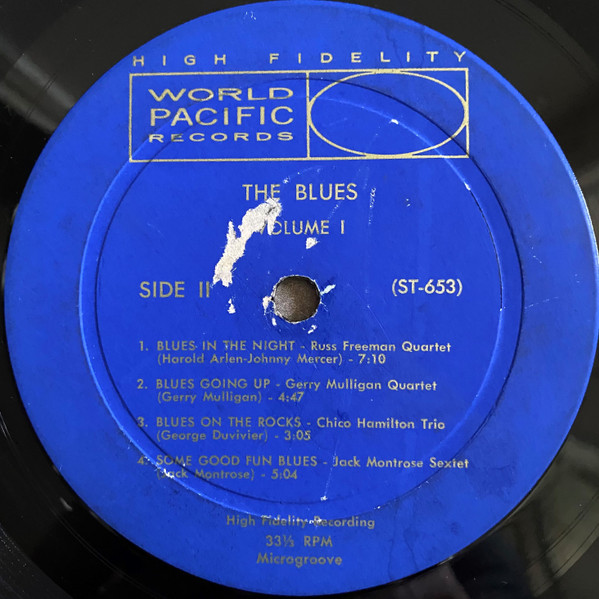 HIGH FIDELITY
WORLD
PACIFIC
RECORDS
THE BLUES
VOLUME I
SIDE II
(ST-653)
1. BLUES IN THE NIGHT - Russ Freeman Quartet
(Harold Arlen-Johnny Mercer) - 7:10
2. BLUES GOING UP - Gerry Mulligan Quartet
(Gerry Mulligan) - 4:47
3. BLUES ON THE ROCKS - Chico Hamilton Trio
(George Duvivier) - 3:05
4. SOME GOOD FUN BLUES - Jack Montrose Sextet
(Jack Montrose) - 5:04
High Fidelity Recording
33⅓ RPM
Microgroove